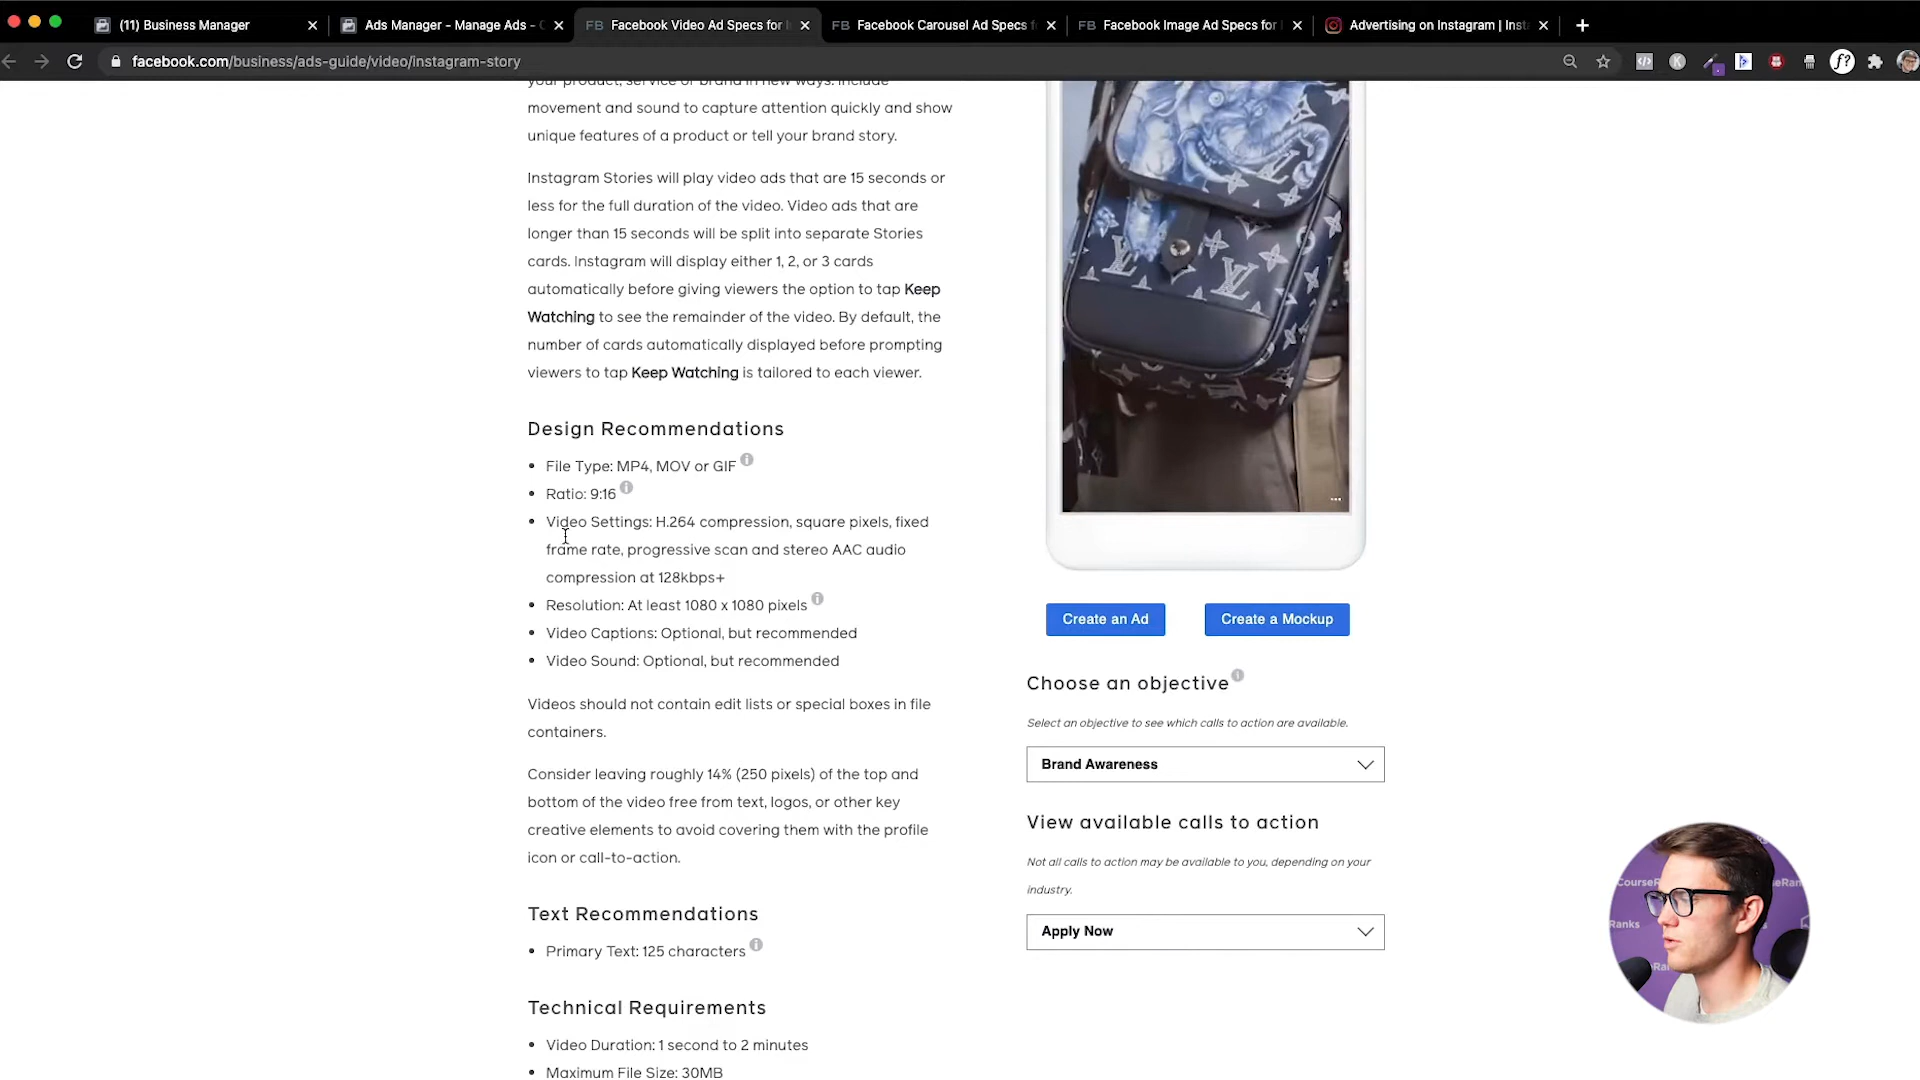 (11) Business Manager
Ads Manager - Manage Ads - 
Facebook Video Ad Specs for
Facebook Carousel Ad Specs
Facebook Image Ad Specs for
Advertising on Instagram |
facebook.com/business/ads-guide/video/instagram-story
your product, service or brand in new ways. Include
movement and sound to capture attention quickly and show
unique features of a product or tell your brand story.
Instagram Stories will play video ads that are 15 seconds or
less for the full duration of the video. Video ads that are
longer than 15 seconds will be split into separate Stories
cards. Instagram will display either 1, 2, or 3 cards
automatically before giving viewers the option to tap Keep
Watching to see the remainder of the video. By default, the
number of cards automatically displayed before prompting
viewers to tap Keep Watching is tailored to each viewer.
Design Recommendations
• File Type: MP4, MOV or GIF
• Ratio: 9:16
• Video Settings: H.264 compression, square pixels, fixed
frame rate, progressive scan and stereo AAC audio
compression at 128kbps+
• Resolution: At least 1080 x 1080 pixels
• Video Captions: Optional, but recommended
• Video Sound: Optional, but recommended
Videos should not contain edit lists or special boxes in file
containers.
Consider leaving roughly 14% (250 pixels) of the top and
bottom of the video free from text, logos, or other key
creative elements to avoid covering them with the profile
icon or call-to-action.
Text Recommendations
• Primary Text: 125 characters
Technical Requirements
• Video Duration: 1 second to 2 minutes
• Maximum File Size: 30MB
Create an Ad
Create a Mockup
Choose an objective
Select an objective to see which calls to action are available.
Brand Awareness
View available calls to action
Not all calls to action may be available to you, depending on your
industry.
Apply Now